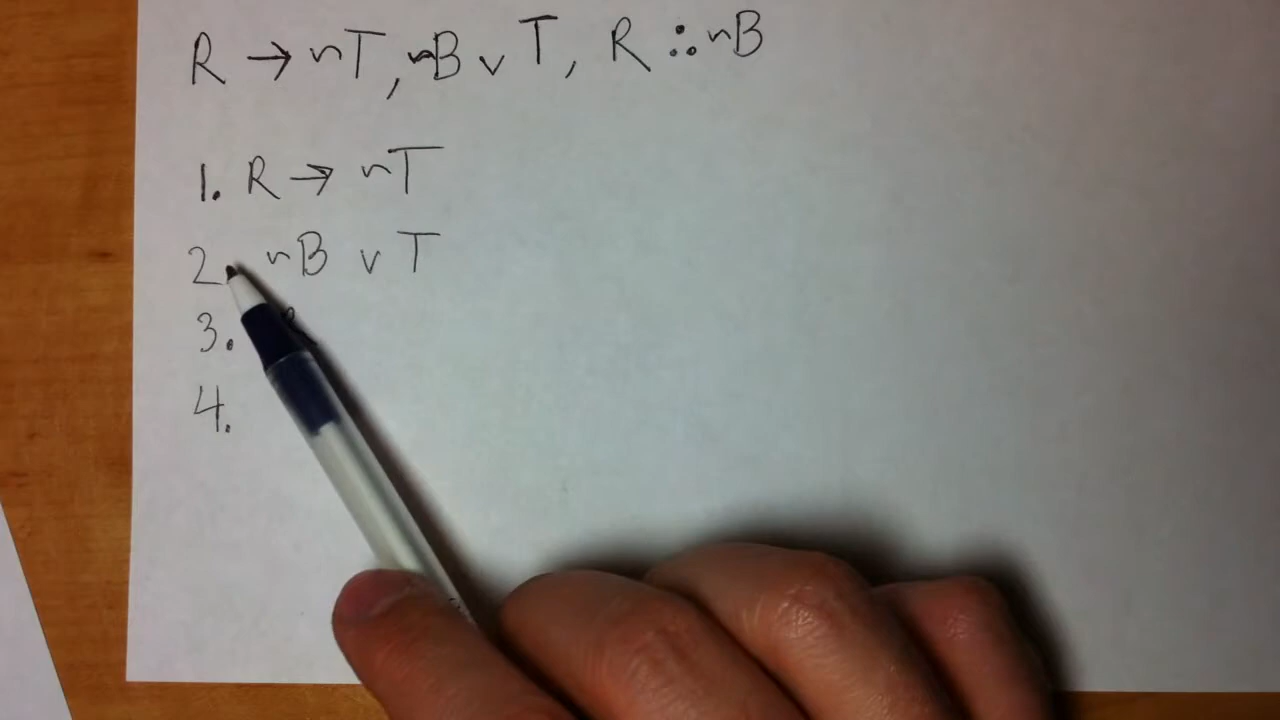 R → ~T, ~B v T, R ∴ ~B
1. R → ~T
2. ~B v T
3.
4.